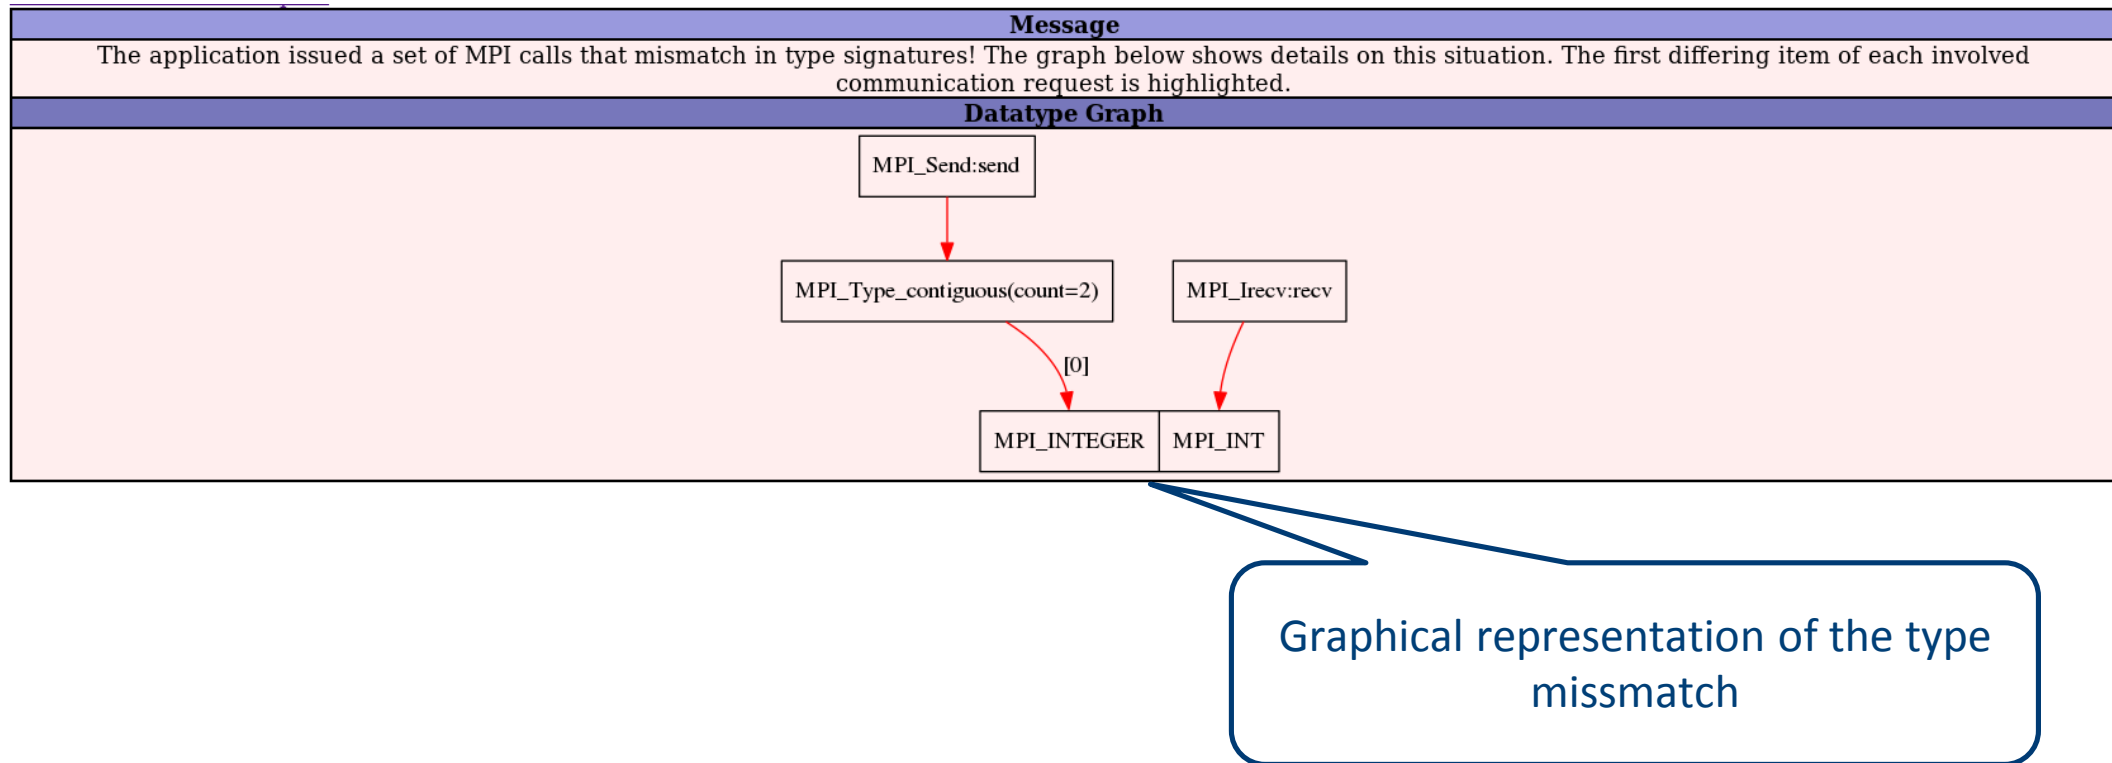 Message
The application issued a set of MPI calls that mismatch in type signatures! The graph below shows details on this situation. The first differing item of each involved
communication request is highlighted.
Datatype Graph
MPI_Send:send
MPI_Type_contiguous(count=2)
MPI_Irecv:recv
[0]
MPI_INTEGER
MPI_INT
Graphical representation of the type
missmatch